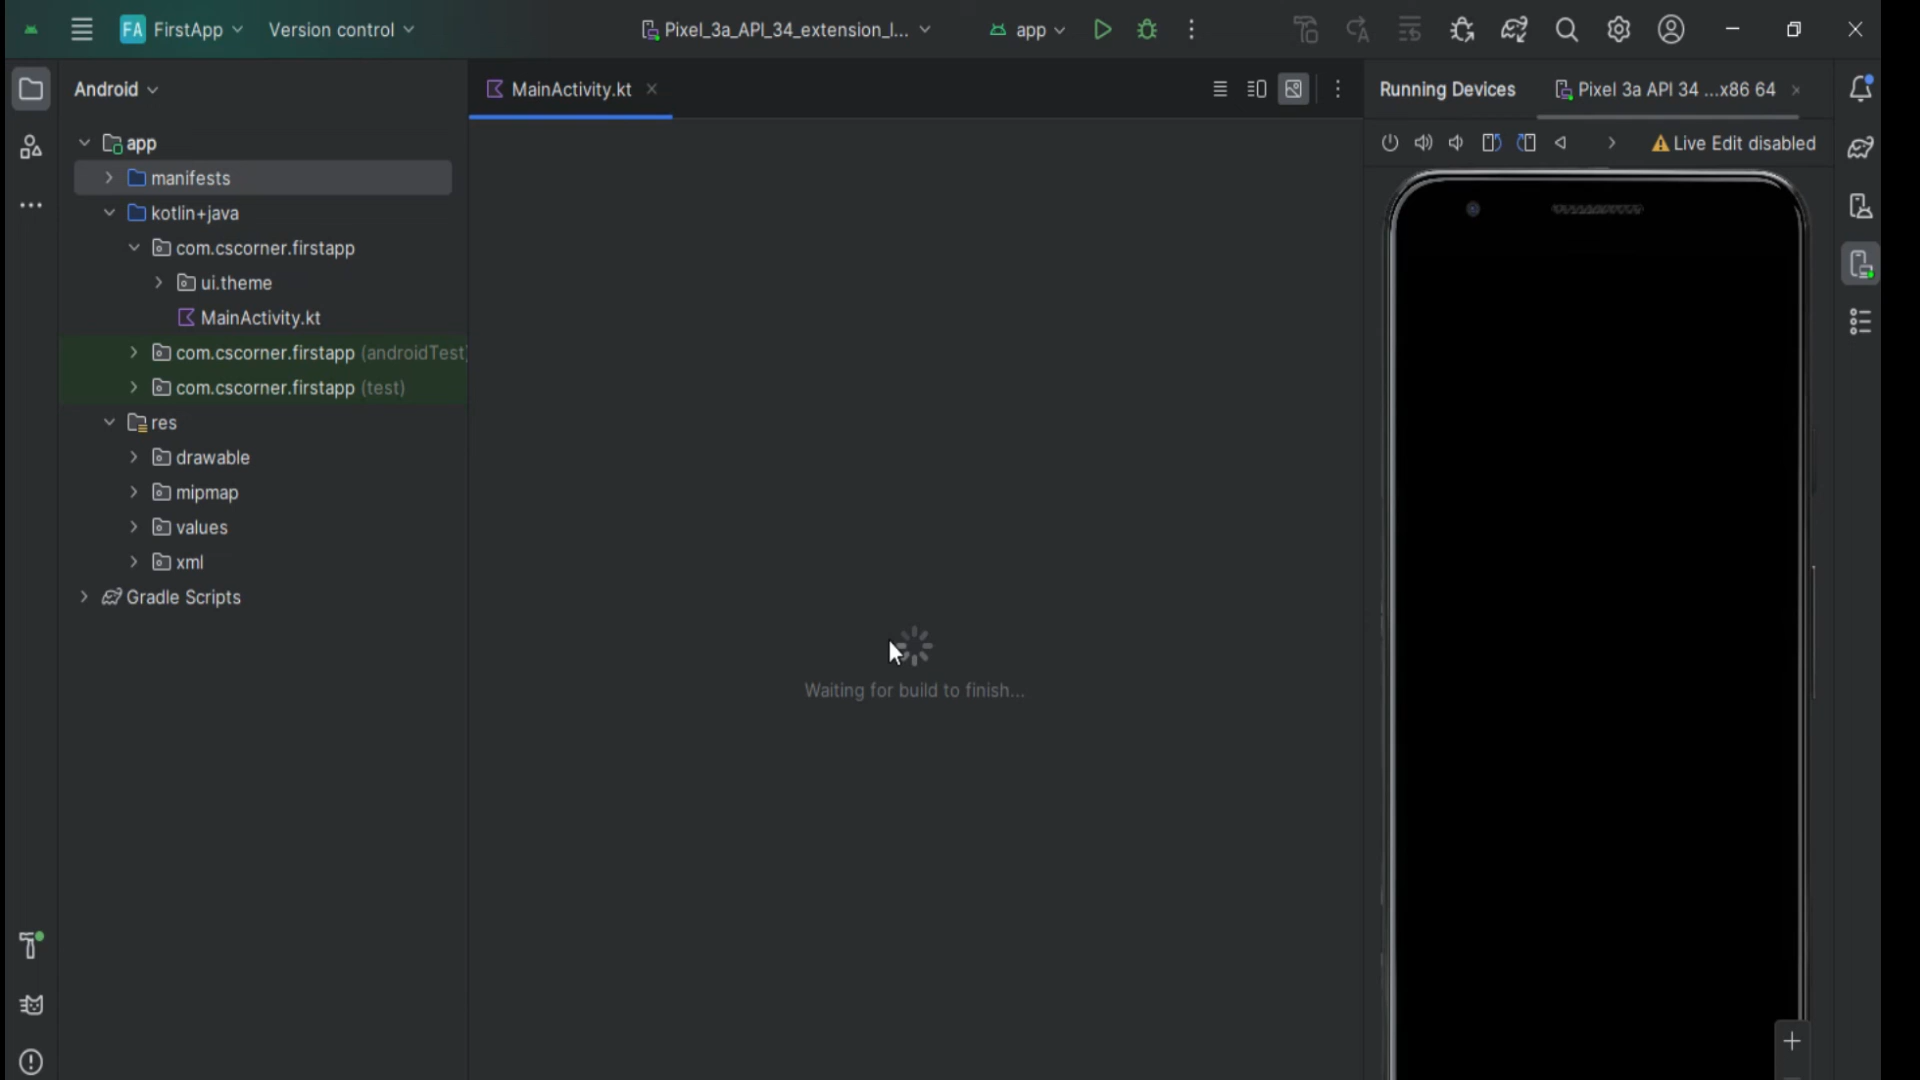 FA FirstApp Version control Pixel_3a_API_34_extension_l... app
Android
MainActivity.kt
Running Devices Pixel 3a API 34 ...x86 64
Live Edit disabled
app
manifests
kotlin+java
com.cscorner.firstapp
ui.theme
MainActivity.kt
com.cscorner.firstapp (androidTest)
com.cscorner.firstapp (test)
res
drawable
mipmap
values
xml
Gradle Scripts
Waiting for build to finish...